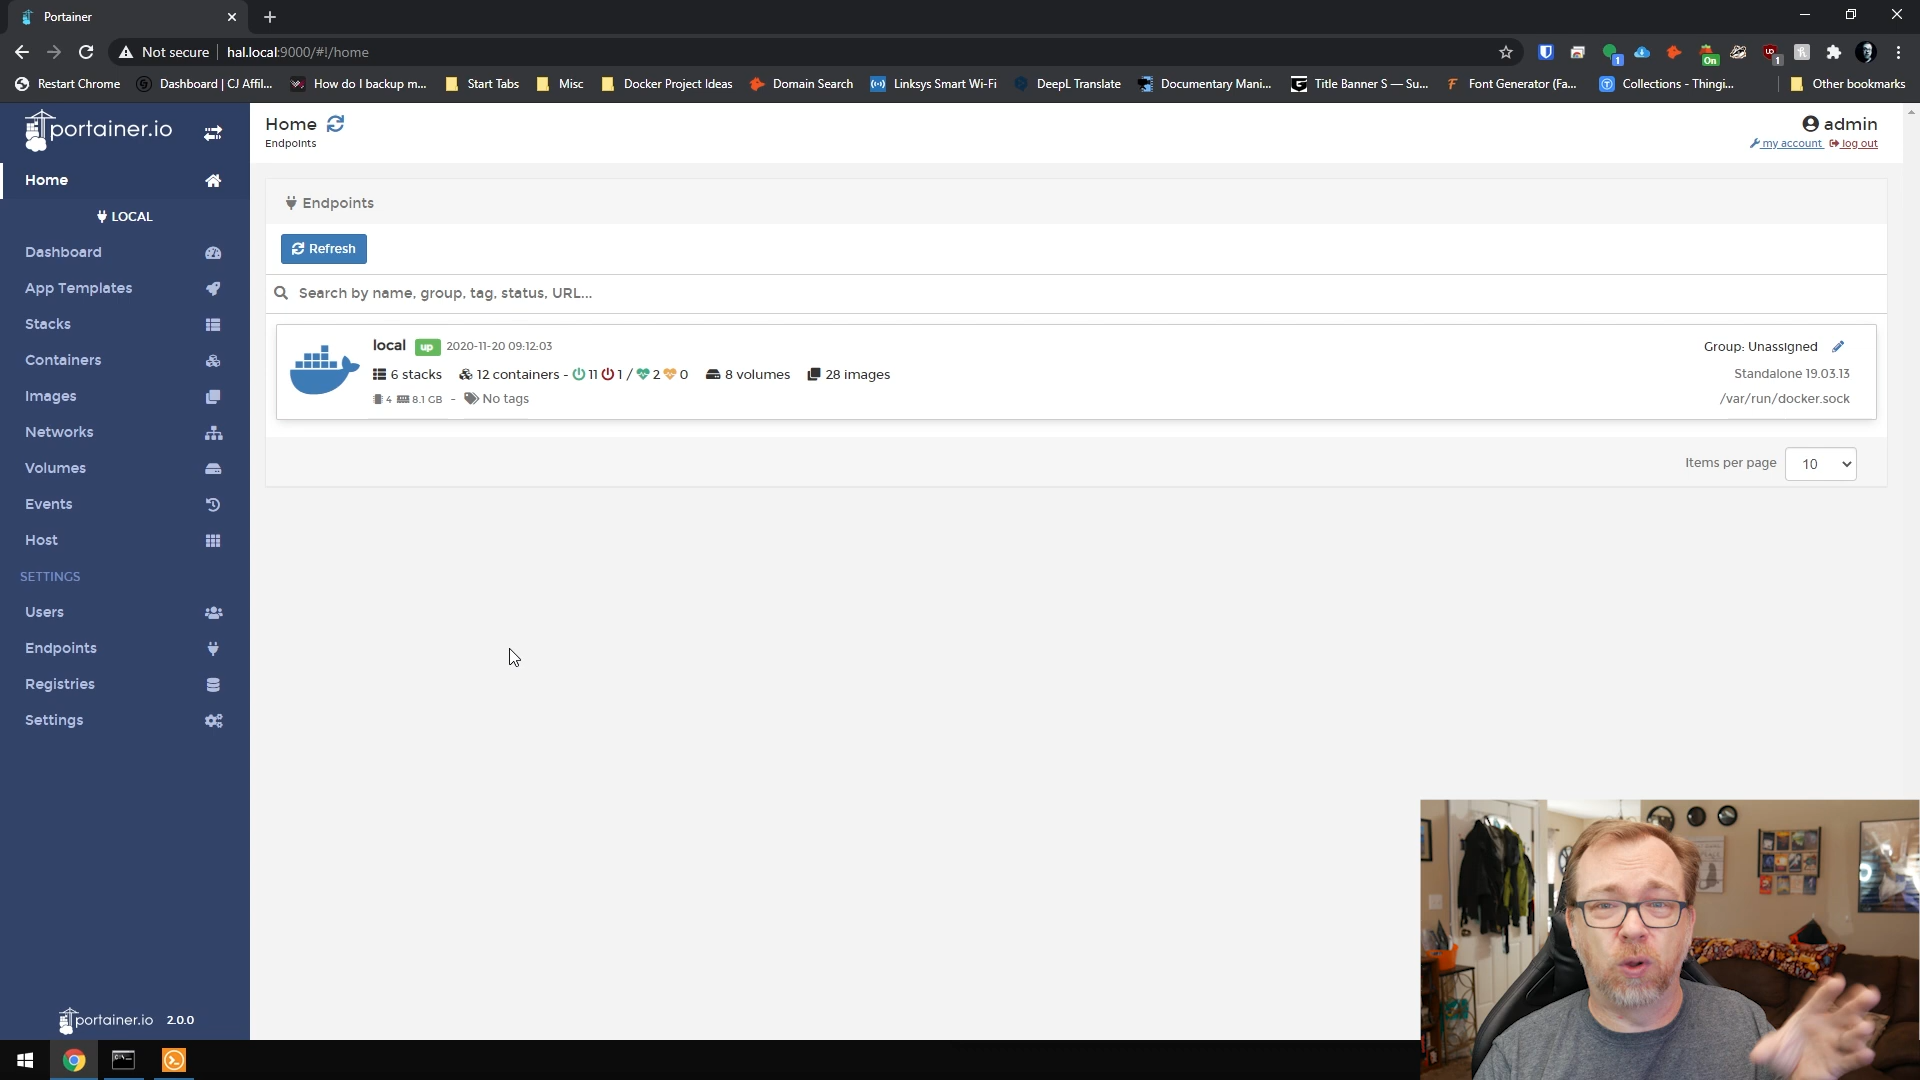 Portainer
Not secure
hal.local:9000/#!/home
1
On
1
Restart Chrome
Dashboard | CJ Affil...
How do I backup m...
Start Tabs
Misc
Docker Project Ideas
Domain Search
Linksys Smart Wi-Fi
DeepL Translate
Documentary Mani...
Title Banner S — Su...
Font Generator (Fa...
Collections - Thingi...
Other bookmarks
portainer.io
Home
LOCAL
Dashboard
App Templates
Stacks
Containers
Images
Networks
Volumes
Events
Host
SETTINGS
Users
Endpoints
Registries
Settings
portainer.io 2.0.0
Home
Endpoints
admin
my account log out
Endpoints
Refresh
Search by name, group, tag, status, URL...
local up 2020-11-20 09:12:03
6 stacks 12 containers - 11 1 / 2 0 8 volumes 28 images
4 8.1 GB - No tags
Group: Unassigned
Standalone 19.03.13
/var/run/docker.sock
Items per page 10